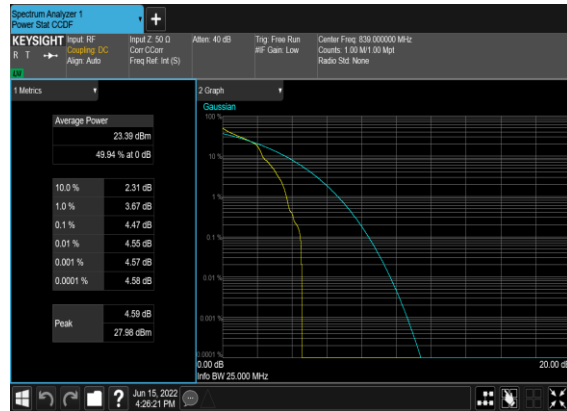 Spectrum Analyzer 1
Power Stat CCDF
KEYSIGHT
R T
Input: RF
Coupling: DC
Align: Auto
Input Z: 50 Ω
Corr CCorr
Freq Ref: Int (S)
Atten: 40 dB
Trig: Free Run
#IF Gain: Low
Center Freq: 839.000000 MHz
Counts: 1.00 M/1.00 Mpt
Radio Std: None
1 Metrics
Average Power
23.39 dBm
49.94 % at 0 dB
10.0 % 2.31 dB
1.0 % 3.67 dB
0.1 % 4.47 dB
0.01 % 4.55 dB
0.001 % 4.57 dB
0.0001 % 4.58 dB
Peak
4.59 dB
27.98 dBm
2 Graph
Gaussian
100 %
10 %
1 %
0.1 %
0.01 %
0.001 %
0.0001 %
0.00 dB
20.00 dB
Info BW 25.000 MHz
?
Jun 15, 2022
4:26:21 PM